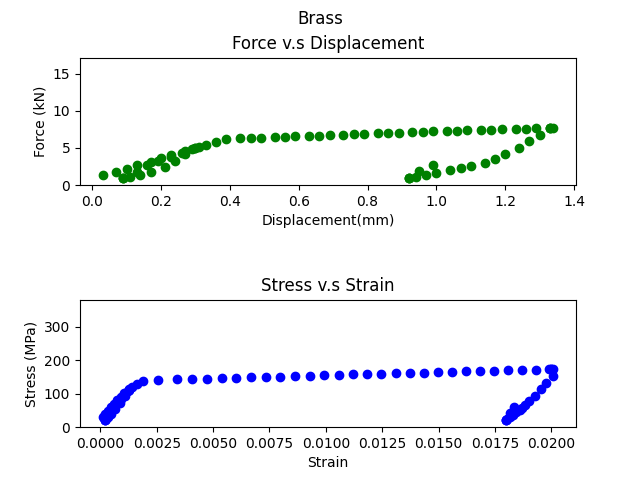 Brass
Force v.s Displacement
15
10
5
0
Force (kN)
0.0 0.2 0.4 0.6 0.8 1.0 1.2 1.4
Displacement(mm)
Stress v.s Strain
300
200
100
0
Stress (MPa)
0.0000 0.0025 0.0050 0.0075 0.0100 0.0125 0.0150 0.0175 0.0200
Strain